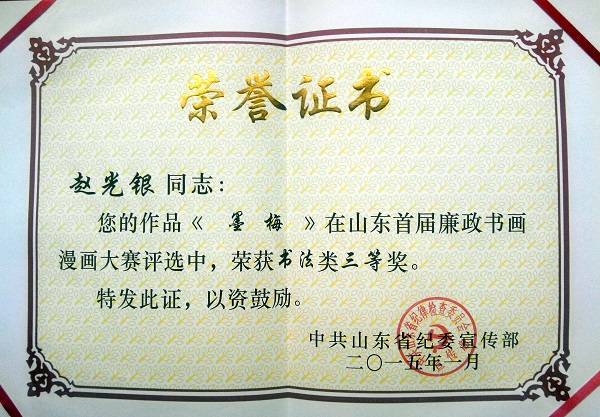 荣誉证书
赵光银 同志：
您的作品《 墨 梅 》在山东首届廉政书画
漫画大赛评选中，荣获书法类三等奖。
特发此证，以资鼓励。
中共山东省纪委宣传部
二〇一五年一月